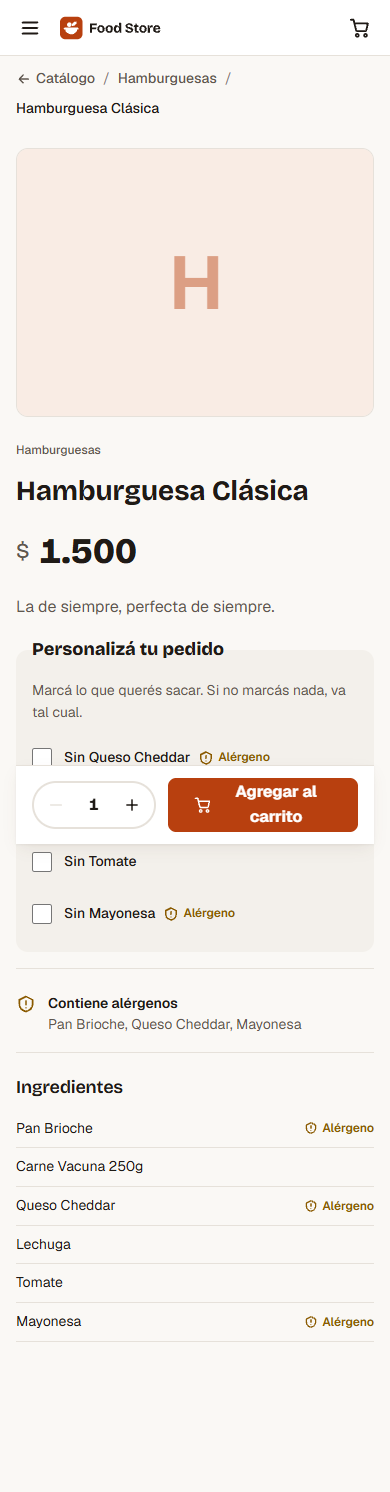 Food Store
← Catálogo / Hamburguesas /
Hamburguesa Clásica
H
Hamburguesas
Hamburguesa Clásica
$ 1.500
La de siempre, perfecta de siempre.
Personalizá tu pedido
Marcá lo que querés sacar. Si no marcás nada, va
tal cual.
Sin Queso Cheddar Alérgeno
− 1 +
Agregar al
carrito
Sin Tomate
Sin Mayonesa Alérgeno
Contiene alérgenos
Pan Brioche, Queso Cheddar, Mayonesa
Ingredientes
Pan Brioche Alérgeno
Carne Vacuna 250g
Queso Cheddar Alérgeno
Lechuga
Tomate
Mayonesa Alérgeno